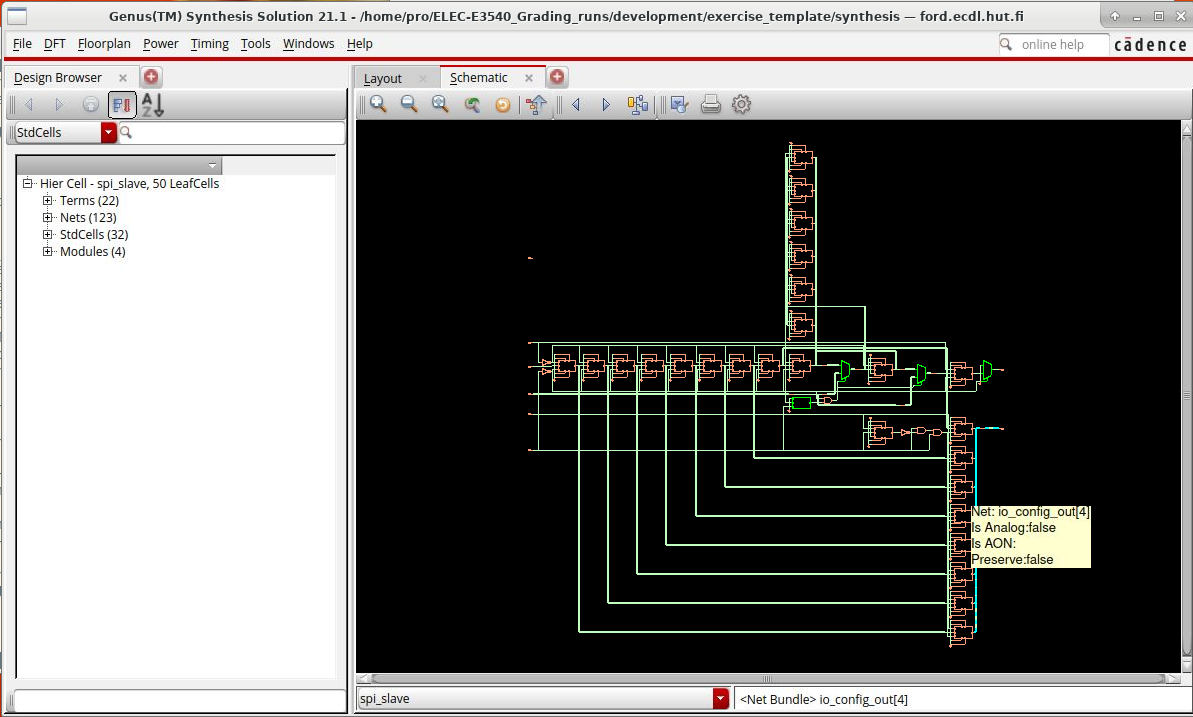 Genus(TM) Synthesis Solution 21.1 - /home/pro/ELEC-E3540_Grading_runs/development/exercise_template/synthesis — ford.ecdl.hut.fi
File DFT Floorplan Power Timing Tools Windows Help
online help
cādence
Design Browser
Layout
Schematic
A
Z
StdCells
Hier Cell - spi_slave, 50 LeafCells
Terms (22)
Nets (123)
StdCells (32)
Modules (4)
Net: io_config_out[4]
Is Analog:false
Is AON:
Preserve:false
spi_slave
<Net Bundle> io_config_out[4]